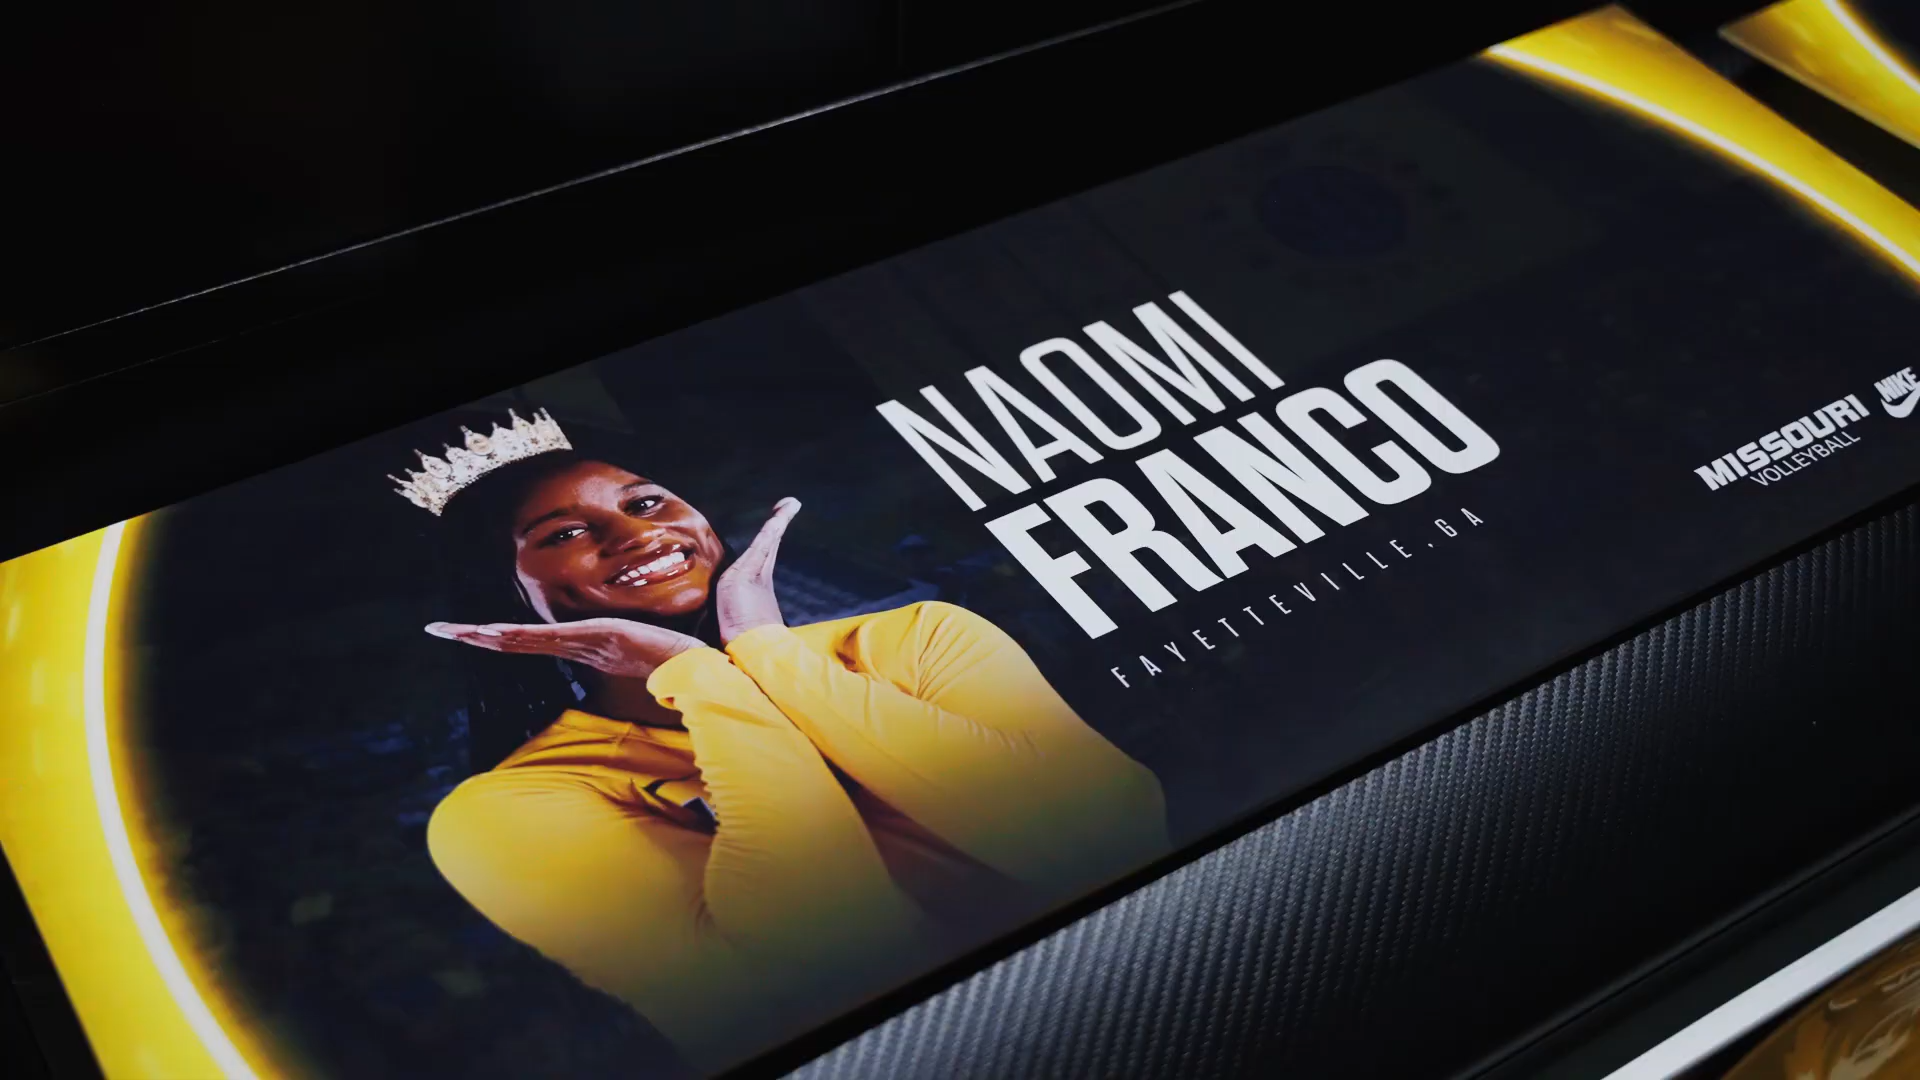 NAOMI
FRANCO
FAYETTEVILLE, GA
MISSOURI
VOLLEYBALL
NIKE